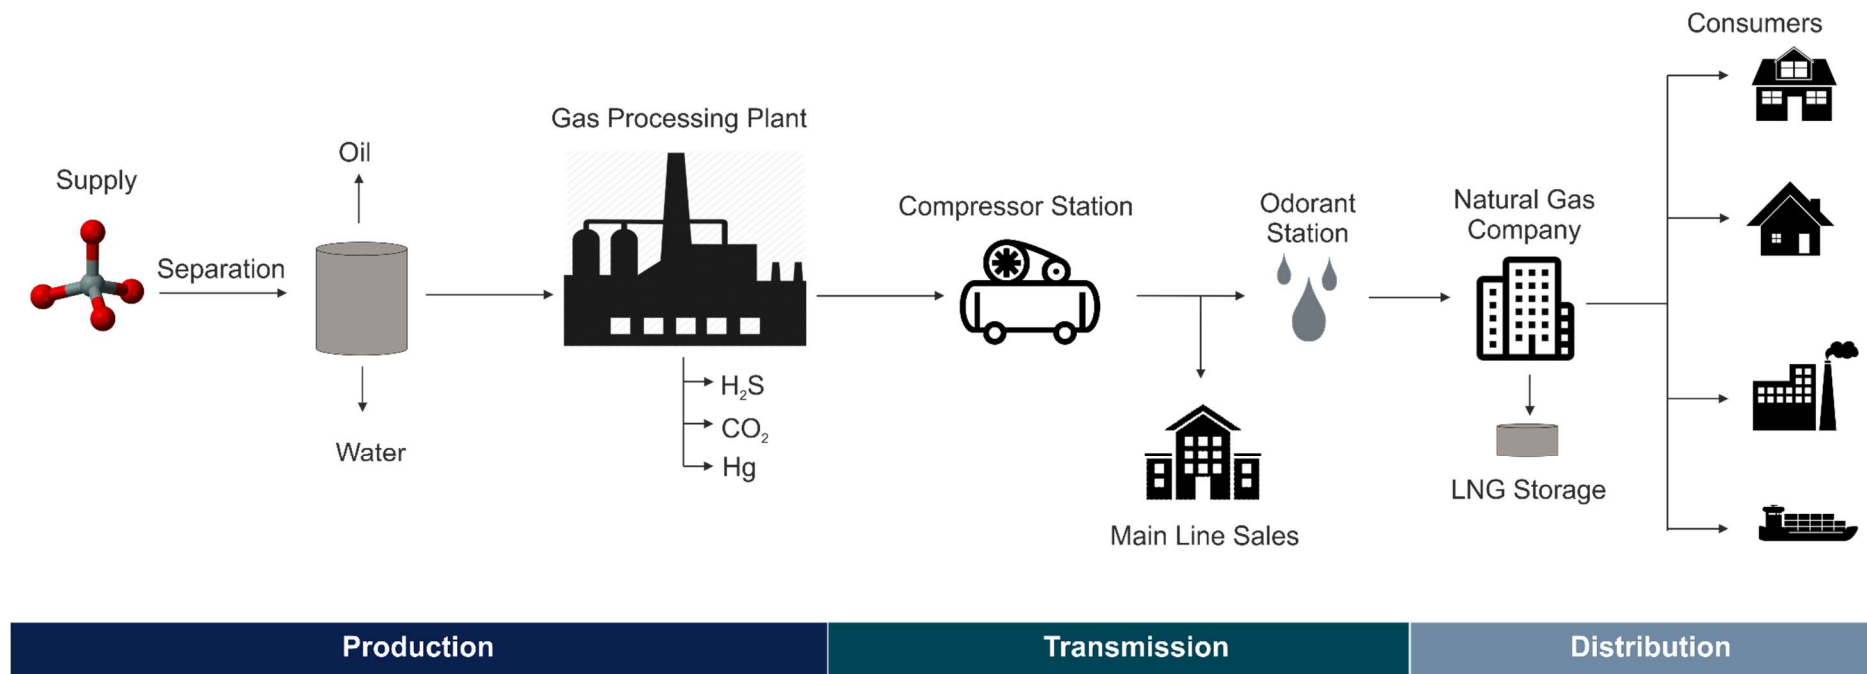 Supply
Separation
Oil
Water
Gas Processing Plant
H₂S
CO₂
Hg
Compressor Station
Main Line Sales
Odorant
Station
Natural Gas
Company
LNG Storage
Consumers
Production
Transmission
Distribution